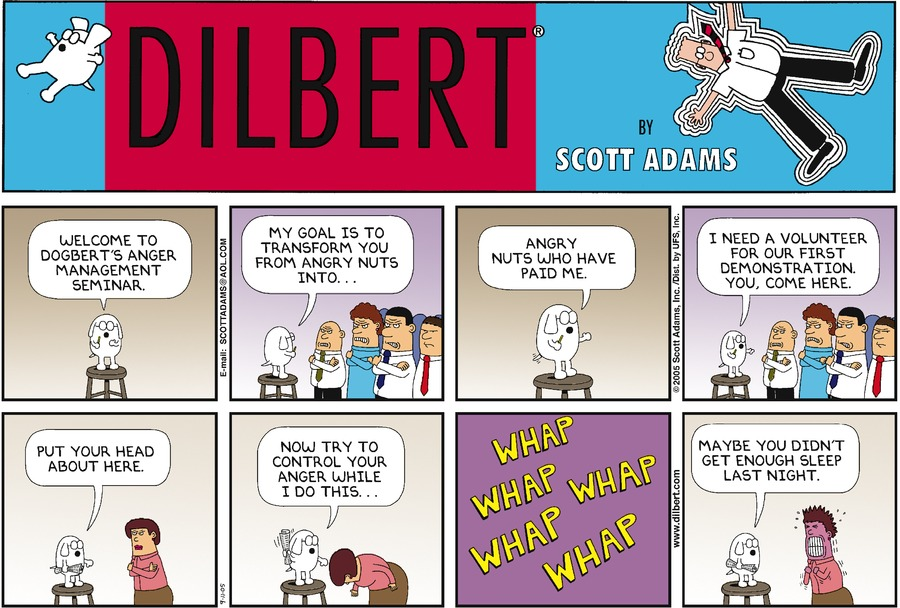 DILBERT®
BY
SCOTT ADAMS
WELCOME TO
DOGBERT'S ANGER
MANAGEMENT
SEMINAR.
E-mail: SCOTTADAMS@AOL.COM
MY GOAL IS TO
TRANSFORM YOU
FROM ANGRY NUTS
INTO...
ANGRY
NUTS WHO HAVE
PAID ME.
© 2005 Scott Adams, Inc./Dist. by UFS, Inc.
I NEED A VOLUNTEER
FOR OUR FIRST
DEMONSTRATION.
YOU, COME HERE.
PUT YOUR HEAD
ABOUT HERE.
9-11-05
NOW TRY TO
CONTROL YOUR
ANGER WHILE
I DO THIS...
WHAP
WHAP WHAP
WHAP
WHAP
www.dilbert.com
MAYBE YOU DIDN'T
GET ENOUGH SLEEP
LAST NIGHT.